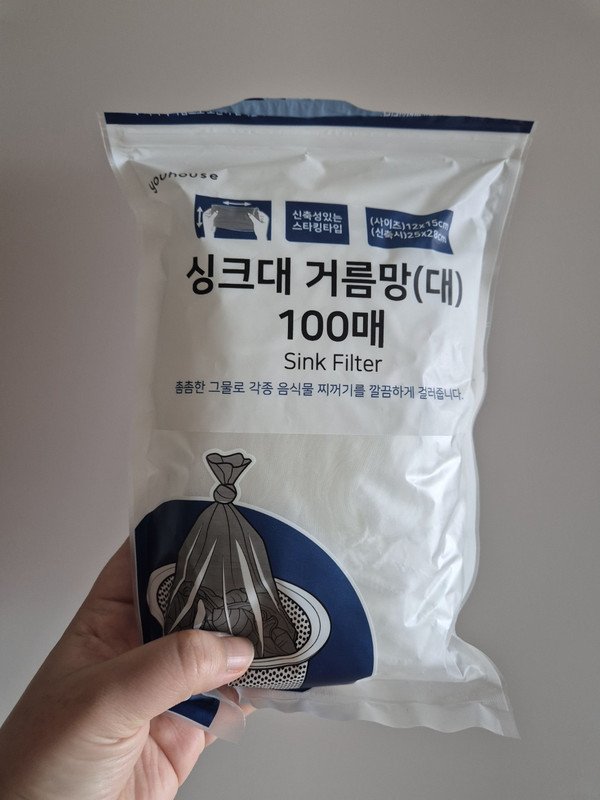 youhouse
신축성있는
스타킹타입
(사이즈)12x15cm
(신축시)25x28cm
싱크대 거름망(대)
100매
Sink Filter
촘촘한 그물로 각종 음식물 찌꺼기를 깔끔하게 걸러줍니다.